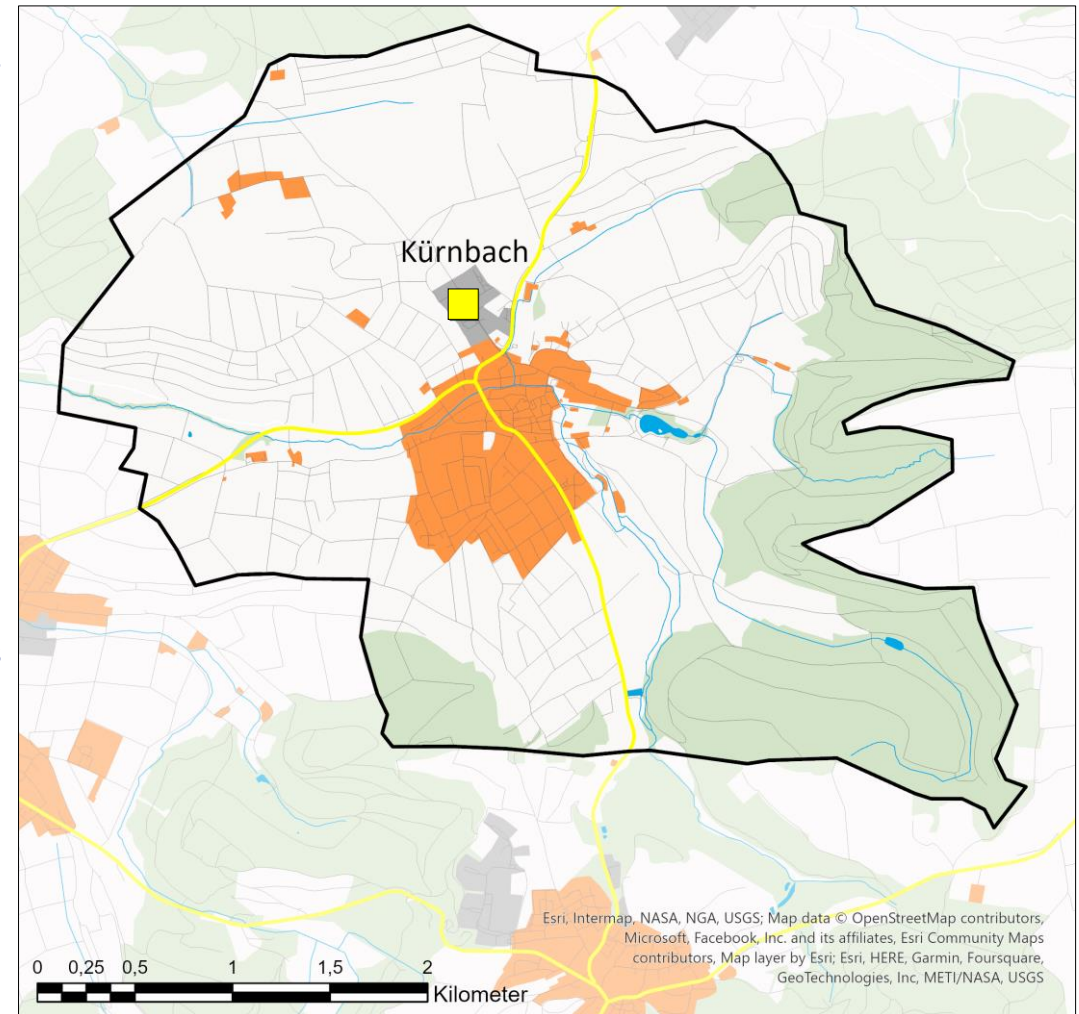 Kürnbach
Esri, Intermap, NASA, NGA, USGS; Map data © OpenStreetMap contributors,
Microsoft, Facebook, Inc. and its affiliates, Esri Community Maps
contributors, Map layer by Esri; Esri, HERE, Garmin, Foursquare,
GeoTechnologies, Inc, METI/NASA, USGS
0 0,25 0,5 1 1,5 2
Kilometer